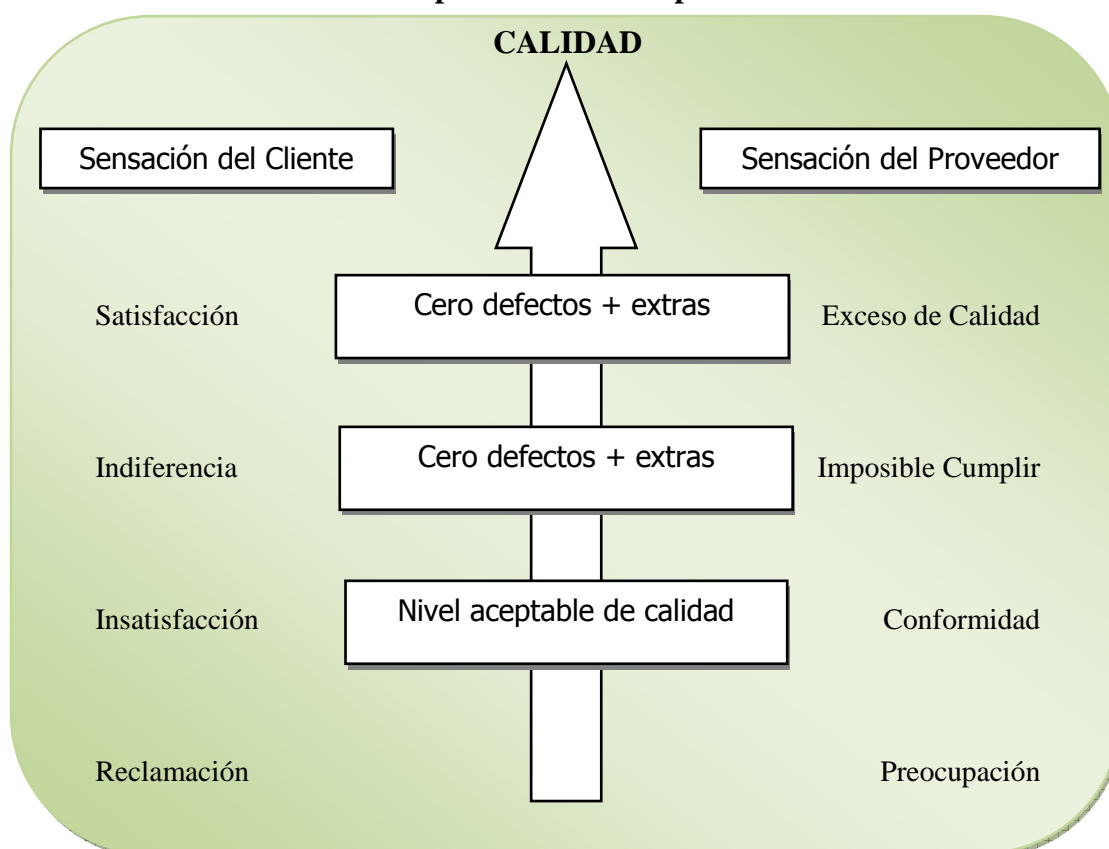 CALIDAD
Sensación del Cliente
Sensación del Proveedor
Satisfacción
Cero defectos + extras
Exceso de Calidad
Indiferencia
Cero defectos + extras
Imposible Cumplir
Insatisfacción
Nivel aceptable de calidad
Conformidad
Reclamación
Preocupación